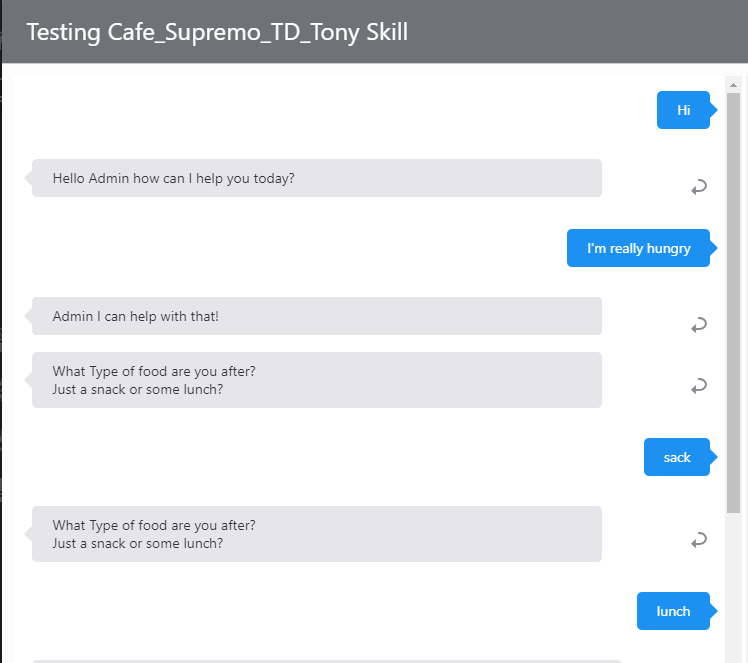 Testing Cafe_Supremo_TD_Tony Skill
Hi
Hello Admin how can I help you today?
I'm really hungry
Admin I can help with that!
What Type of food are you after?
Just a snack or some lunch?
sack
What Type of food are you after?
Just a snack or some lunch?
lunch